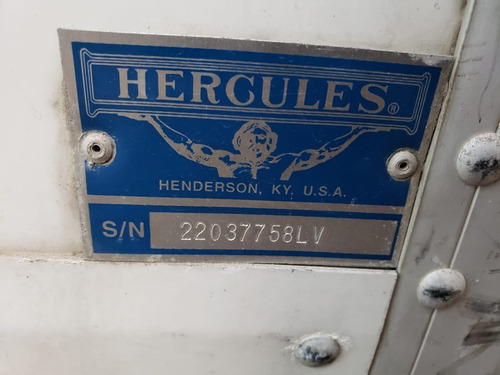 HERCULES®
HENDERSON, KY. U.S.A.
S/N 22037758LV